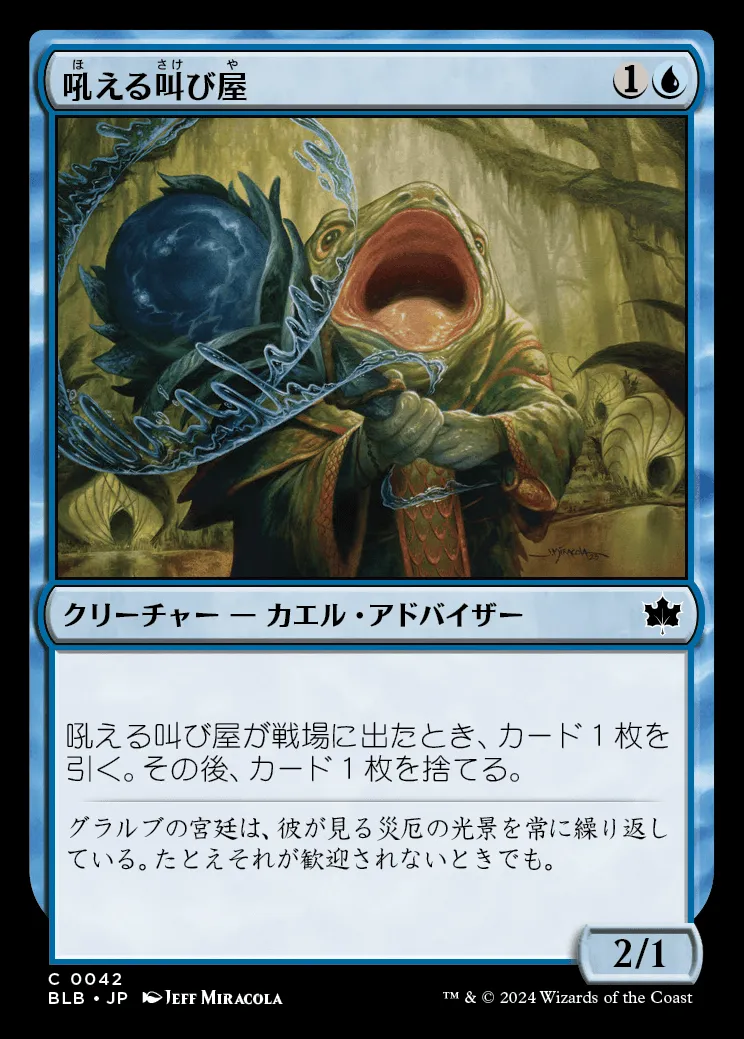 吼える叫び屋
1
クリーチャー — カエル・アドバイザー
吼える叫び屋が戦場に出たとき、カード1枚を
引く。その後、カード1枚を捨てる。
グラルブの宮廷は、彼が見る災厄の光景を常に繰り返し
ている。たとえそれが歓迎されないときでも。
2/1
C 0042
BLB • JP Jeff Miracola
™ & © 2024 Wizards of the Coast